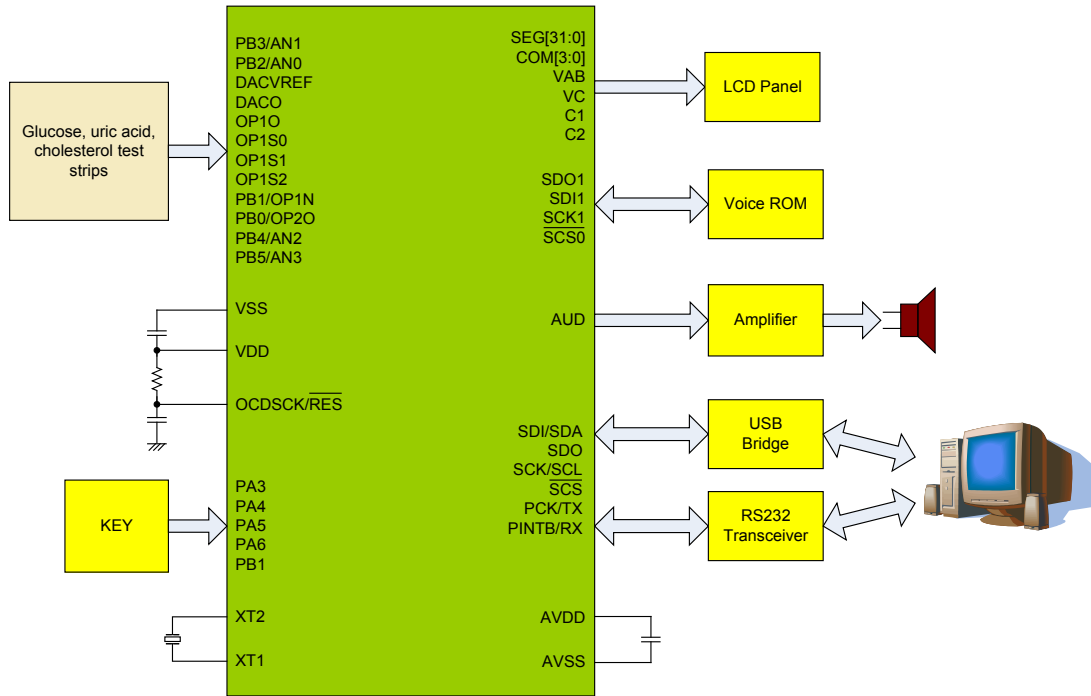 Glucose, uric acid,
cholesterol test
strips
PB3/AN1
PB2/AN0
DACVREF
DACO
OP1O
OP1S0
OP1S1
OP1S2
PB1/OP1N
PB0/OP2O
PB4/AN2
PB5/AN3
VSS
VDD
OCDSCK/RES
KEY
PA3
PA4
PA5
PA6
PB1
XT2
XT1
SEG[31:0]
COM[3:0]
VAB
VC
C1
C2
LCD Panel
SDO1
SDI1
SCK1
SCS0
Voice ROM
AUD
Amplifier
SDI/SDA
SDO
SCK/SCL
SCS
PCK/TX
PINTB/RX
USB
Bridge
RS232
Transceiver
AVDD
AVSS